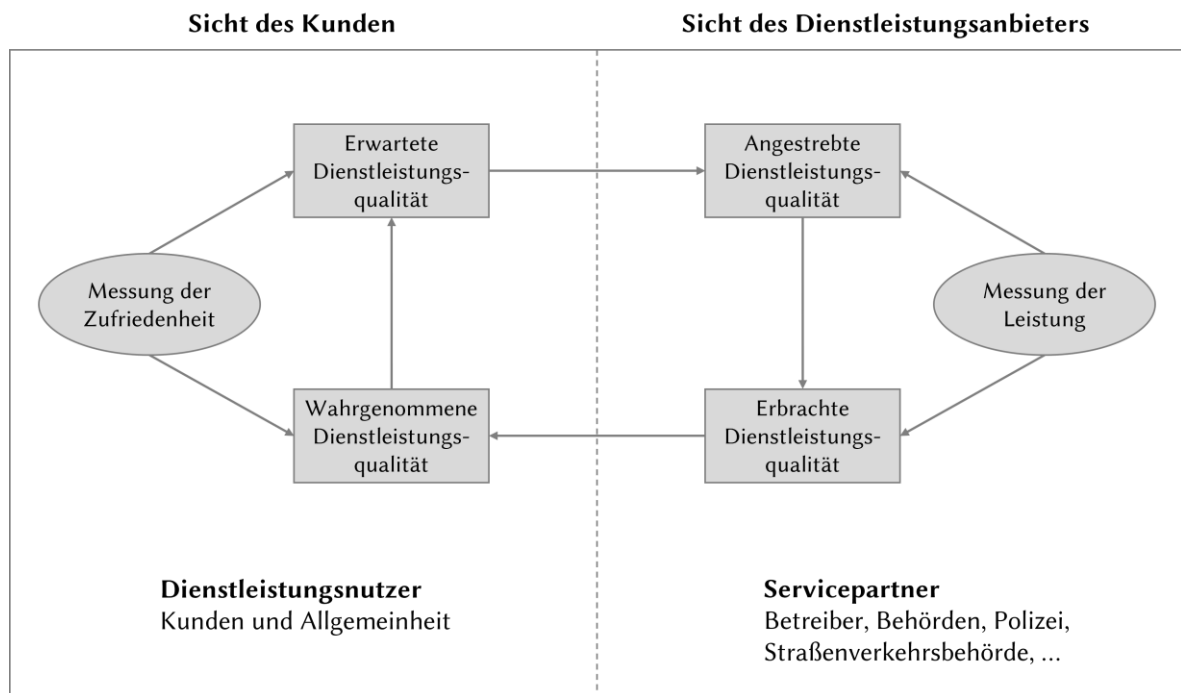 Sicht des Kunden
Sicht des Dienstleistungsanbieters
Erwartete
Dienstleistungs-
qualität
Angestrebte
Dienstleistungs-
qualität
Messung der
Zufriedenheit
Messung der
Leistung
Wahrgenommene
Dienstleistungs-
qualität
Erbrachte
Dienstleistungs-
qualität
Dienstleistungsnutzer
Kunden und Allgemeinheit
Servicepartner
Betreiber, Behörden, Polizei,
Straßenverkehrsbehörde, ...